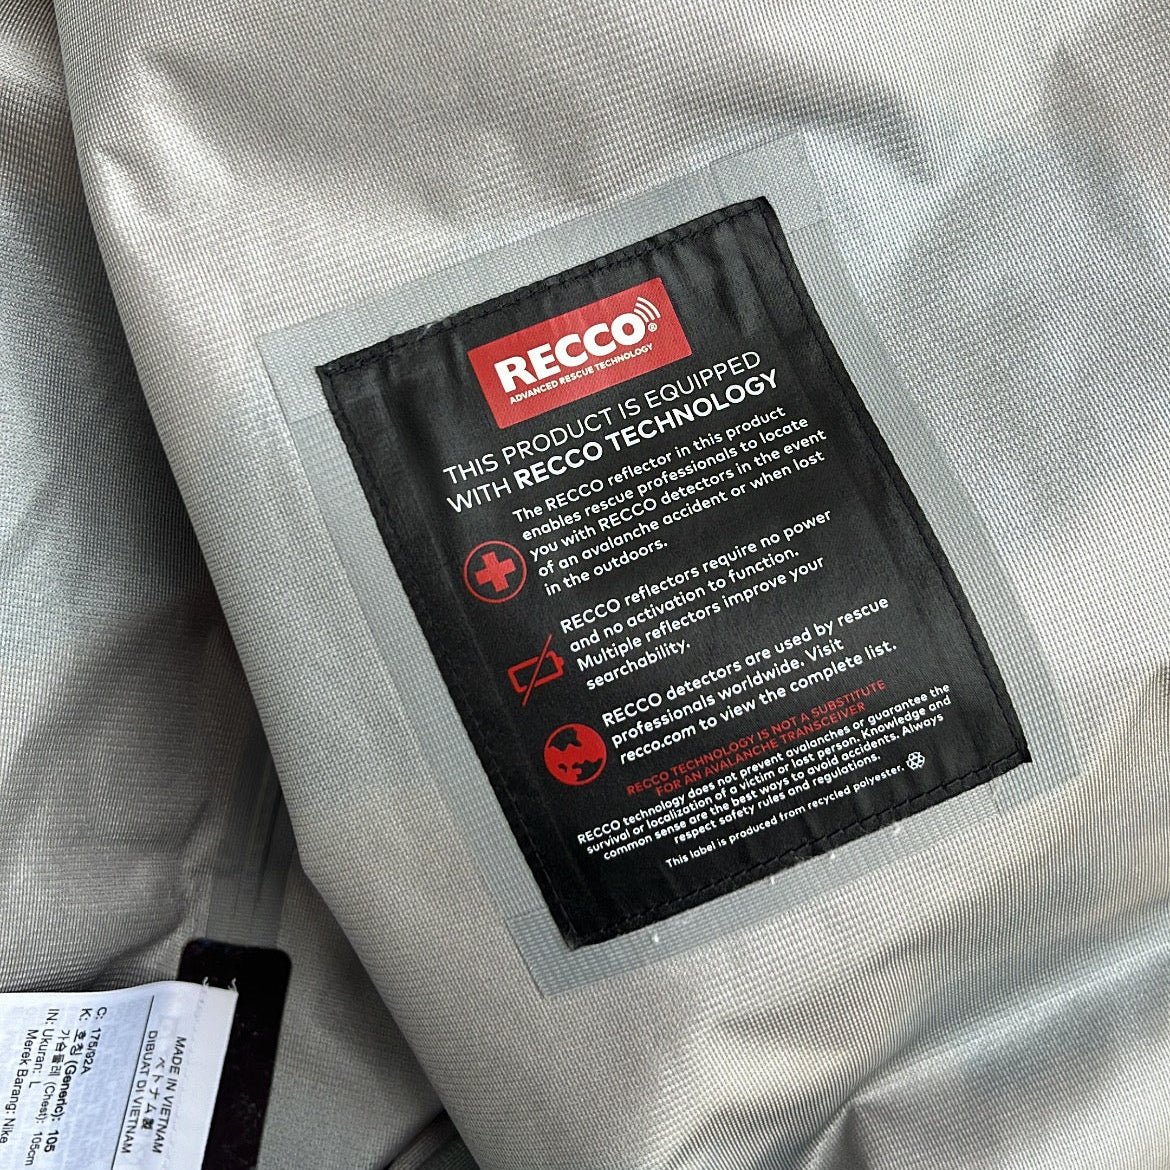 RECCO®
ADVANCED RESCUE TECHNOLOGY
THIS PRODUCT IS EQUIPPED
WITH RECCO TECHNOLOGY
The RECCO reflector in this product
enables rescue professionals to locate
you with RECCO detectors in the event
of an avalanche accident or when lost
in the outdoors.
RECCO reflectors require no power
and no activation to function.
Multiple reflectors improve your
searchability.
RECCO detectors are used by rescue
professionals worldwide. Visit
recco.com to view the complete list.
RECCO TECHNOLOGY IS NOT A SUBSTITUTE
FOR AN AVALANCHE TRANSCEIVER
RECCO technology does not prevent avalanches or guarantee the
survival or localization of a victim or lost person. Knowledge and
common sense are the best ways to avoid accidents. Always
respect safety rules and regulations.
This label is produced from recycled polyester.
MADE IN VIETNAM
ベトナム製
DIBUAT DI VIETNAM
C: 175/92A
K: 호칭 (Generic): 105
가슴둘레 (Chest): 105cm
IN: Ukuran: L
Merek Barang: Nike